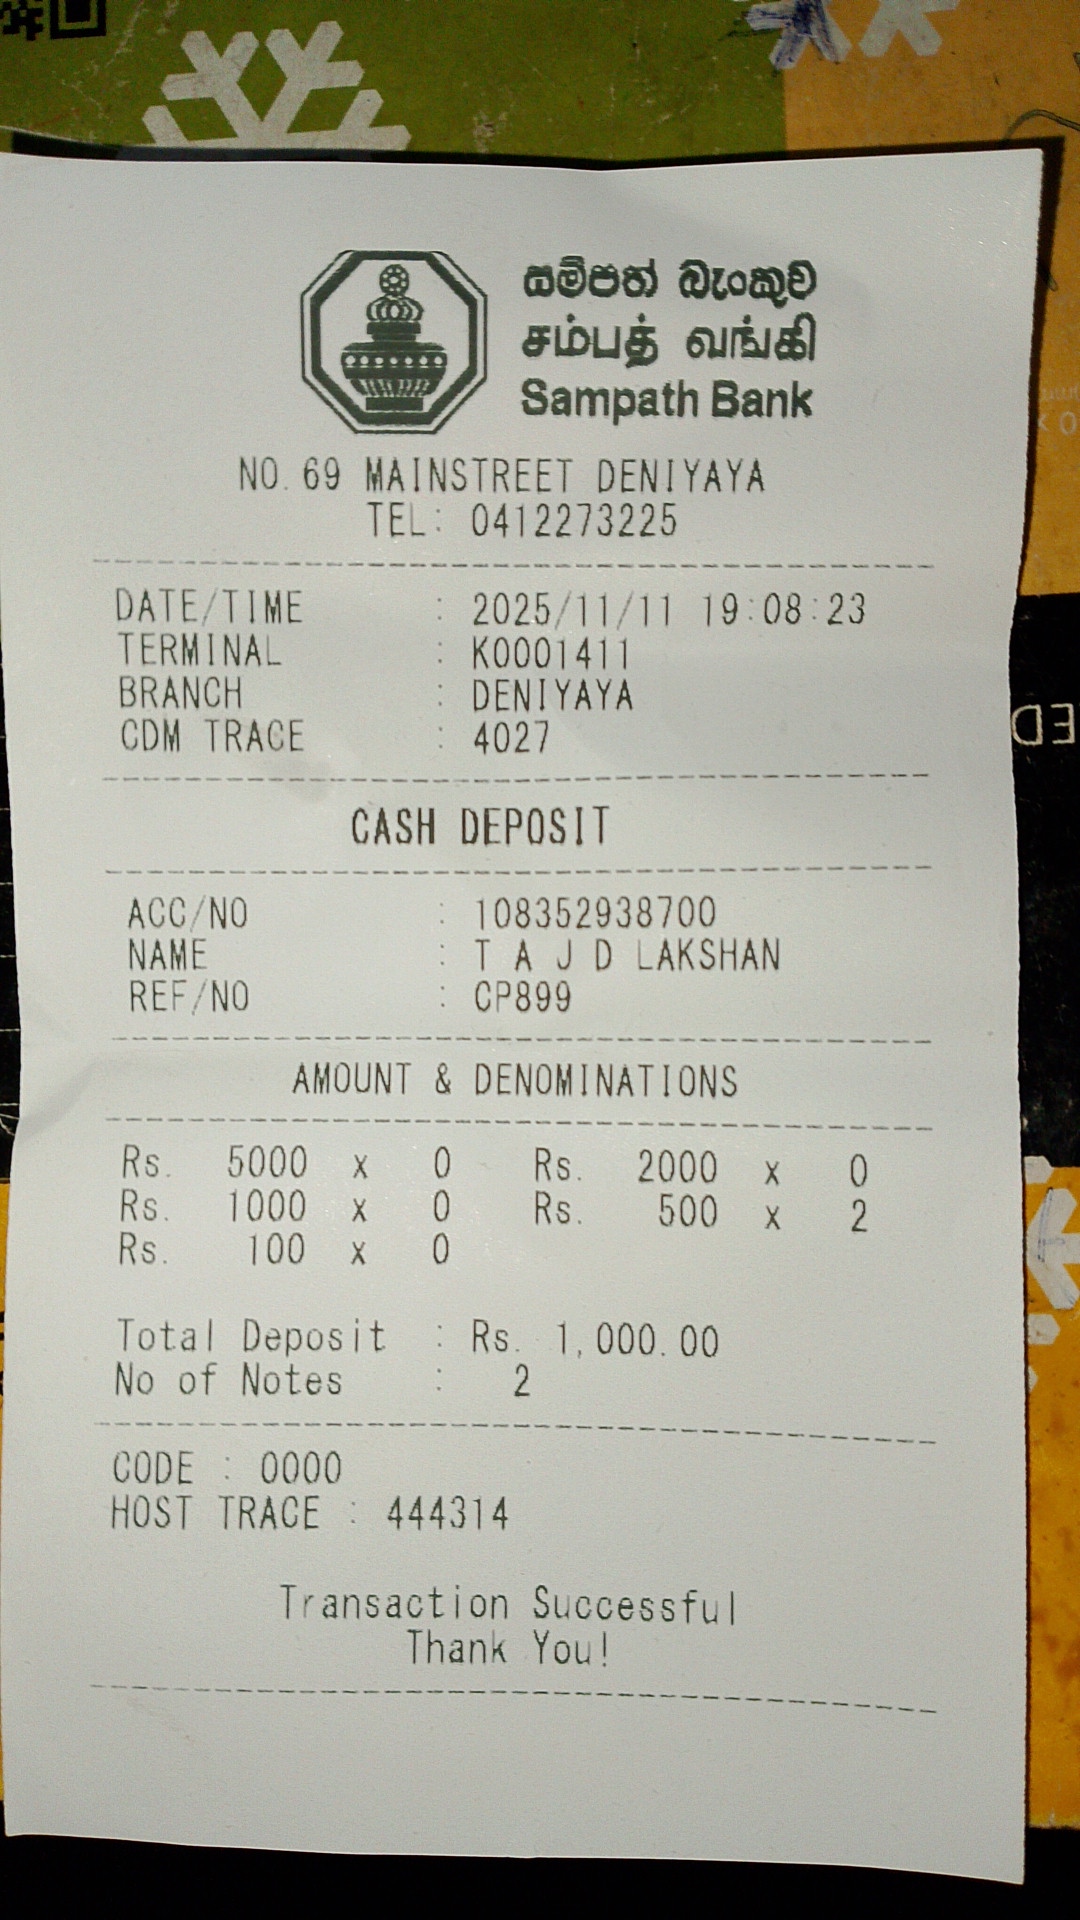 සම්පත් බැංකුව
சம்பத் வங்கி
Sampath Bank
NO.69 MAINSTREET DENIYAYA
TEL: 0412273225
DATE/TIME : 2025/11/11 19:08:23
TERMINAL : K0001411
BRANCH : DENIYAYA
CDM TRACE : 4027
CASH DEPOSIT
ACC/NO : 108352938700
NAME : T A J D LAKSHAN
REF/NO : CP899
AMOUNT & DENOMINATIONS
Rs. 5000 x 0 Rs. 2000 x 0
Rs. 1000 x 0 Rs. 500 x 2
Rs. 100 x 0
Total Deposit : Rs. 1,000.00
No of Notes : 2
CODE : 0000
HOST TRACE : 444314
Transaction Successful
Thank You!